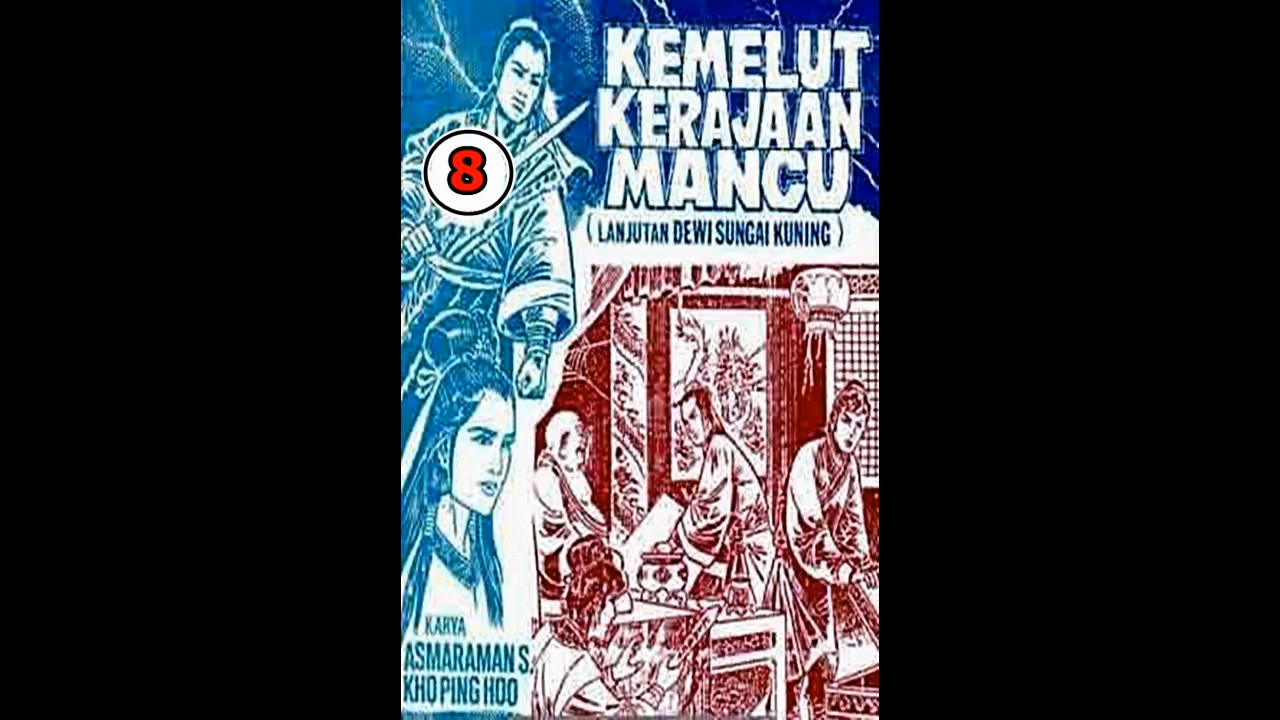 KEMELUT
KERAJAAN
MANCU
( LANJUTAN DEWI SUNGAI KUNING )
8
KARYA
ASMARAMAN S.
KHO PING HOO